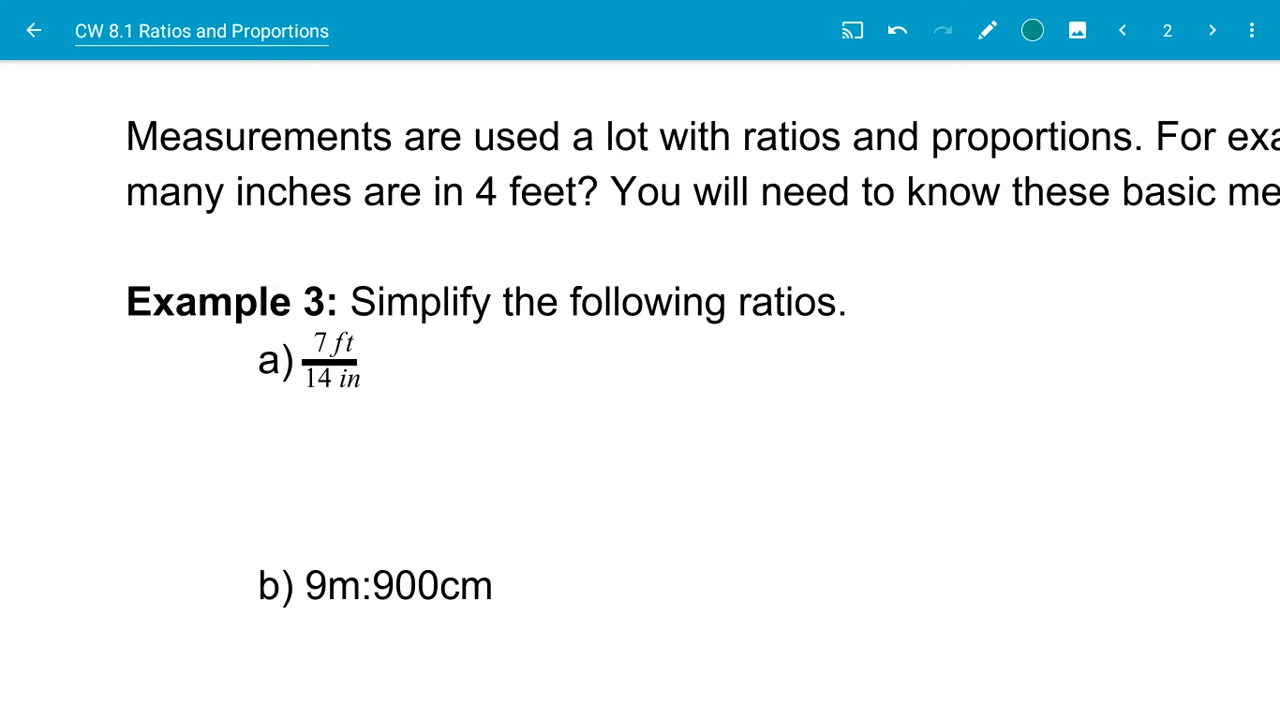 CW 8.1 Ratios and Proportions
2
Measurements are used a lot with ratios and proportions. For exa
many inches are in 4 feet? You will need to know these basic me
Example 3: Simplify the following ratios.
a) 7 ft
14 in
b) 9m:900cm